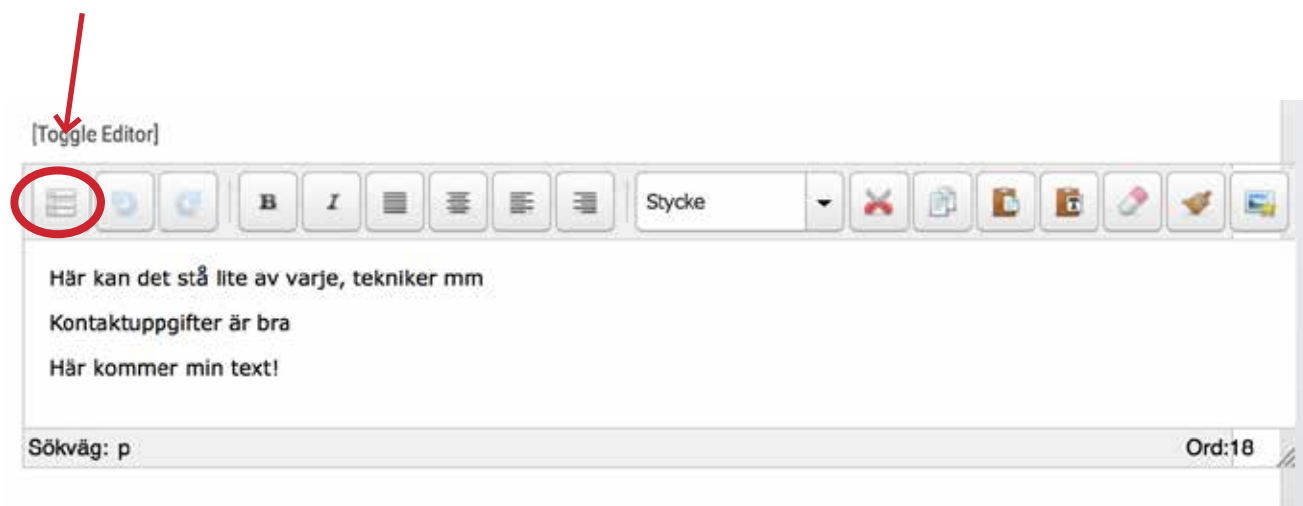 [Toggle Editor]
B I Stycke T
Här kan det stå lite av varje, tekniker mm
Kontaktuppgifter är bra
Här kommer min text!
Sökväg: p Ord:18